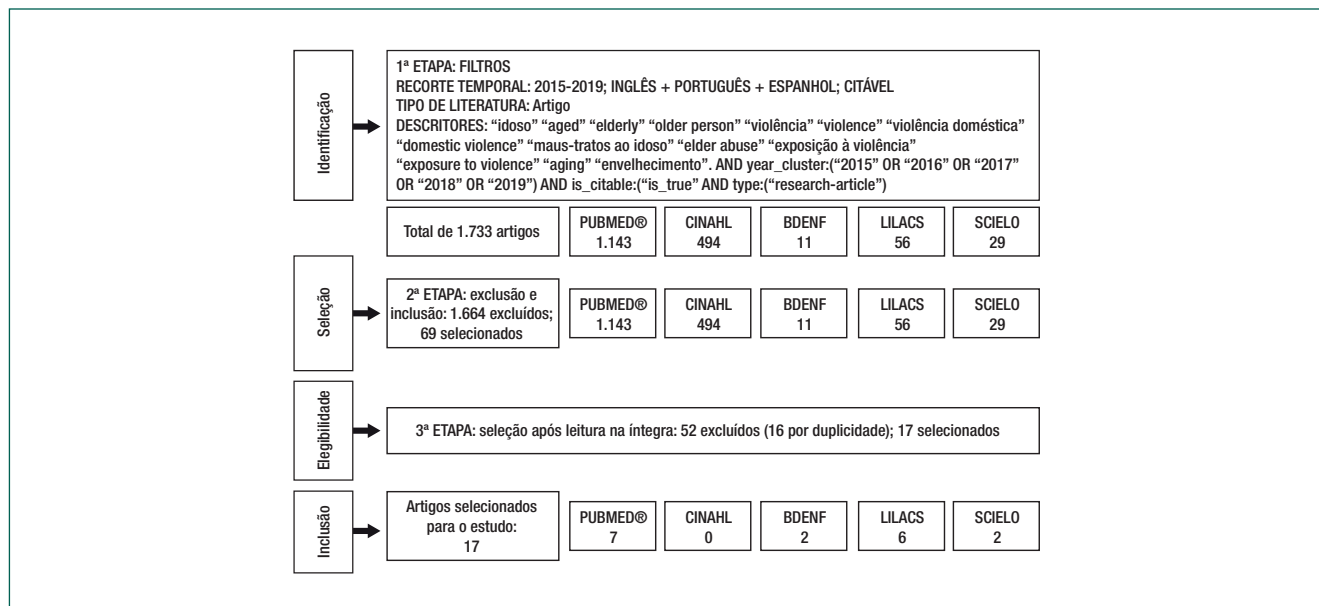 Identificação
1ª ETAPA: FILTROS
RECORTE TEMPORAL: 2015-2019; INGLÊS + PORTUGUÊS + ESPANHOL; CITÁVEL
TIPO DE LITERATURA: Artigo
DESCRITORES: “idoso” “aged” “elderly” “older person” “violência” “violence” “violência doméstica”
“domestic violence” “maus-tratos ao idoso” “elder abuse” “exposição à violência”
“exposure to violence” “aging” “envelhecimento”. AND year_cluster:(“2015” OR “2016” OR “2017”
OR “2018” OR “2019”) AND is_citable:(“is_true” AND type:(“research-article”)
Total de 1.733 artigos
PUBMED®
1.143
CINAHL
494
BDENF
11
LILACS
56
SCIELO
29
Seleção
2ª ETAPA: exclusão e
inclusão: 1.664 excluídos;
69 selecionados
PUBMED®
1.143
CINAHL
494
BDENF
11
LILACS
56
SCIELO
29
Elegibilidade
3ª ETAPA: seleção após leitura na íntegra: 52 excluídos (16 por duplicidade); 17 selecionados
Inclusão
Artigos selecionados
para o estudo:
17
PUBMED®
7
CINAHL
0
BDENF
2
LILACS
6
SCIELO
2